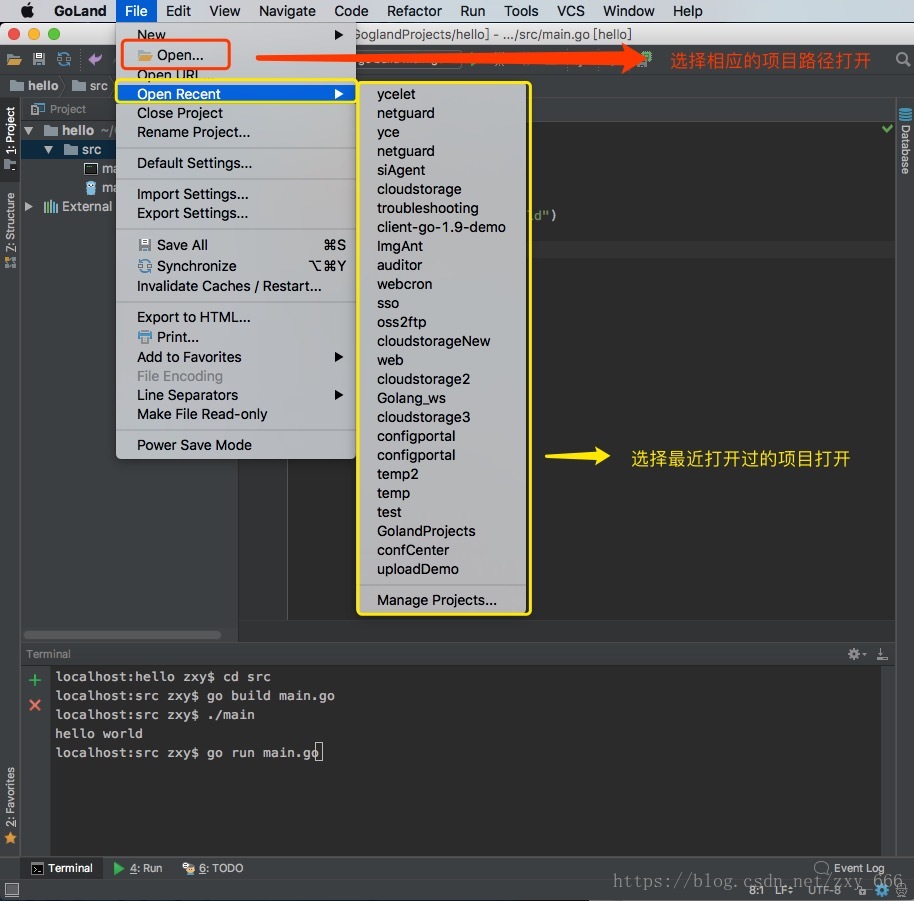 GoLand File Edit View Navigate Code Refactor Run Tools VCS Window Help
GoglandProjects/hello] - .../src/main.go [hello]
New
Open...
选择相应的项目路径打开
Open URL
hello src
Open Recent
Close Project
Rename Project...
Default Settings...
Import Settings...
Export Settings...
Save All ⌘S
Synchronize ⌥⌘Y
Invalidate Caches / Restart...
Export to HTML...
Print...
Add to Favorites
File Encoding
Line Separators
Make File Read-only
Power Save Mode
ycelet
netguard
yce
netguard
siAgent
cloudstorage
troubleshooting
client-go-1.9-demo
ImgAnt
auditor
webcron
sso
oss2ftp
cloudstorageNew
web
cloudstorage2
Golang_ws
cloudstorage3
configportal
configportal
temp2
temp
test
GolandProjects
confCenter
uploadDemo
Manage Projects...
选择最近打开过的项目打开
Project
hello ~/
src
ma
ma
External
ld")
1: Project
7: Structure
2: Favorites
Database
Terminal
localhost:hello zxy$ cd src
localhost:src zxy$ go build main.go
localhost:src zxy$ ./main
hello world
localhost:src zxy$ go run main.go
Terminal 4: Run 6: TODO Event Log
https://blog.csdn.net/zxy_666
8:1 LF÷ UTF-8